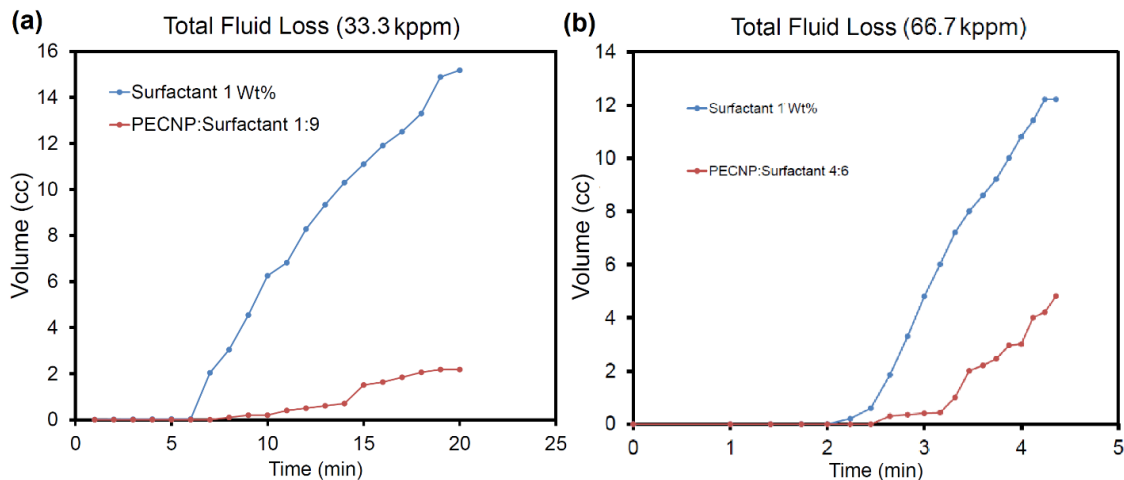 (a)
Total Fluid Loss (33.3 kppm)
Surfactant 1 Wt%
PECNP:Surfactant 1:9
Volume (cc)
16
14
12
10
8
6
4
2
0
0 5 10 15 20 25
Time (min)
(b)
Total Fluid Loss (66.7 kppm)
Surfactant 1 Wt%
PECNP:Surfactant 4:6
Volume (cc)
14
12
10
8
6
4
2
0
0 1 2 3 4 5
Time (min)